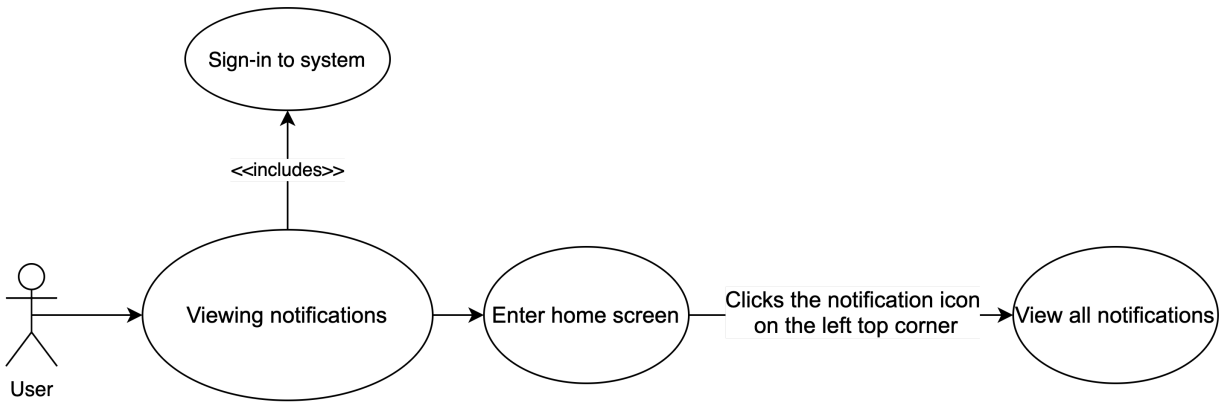 Sign-in to system
<<includes>>
Viewing notifications
Enter home screen
Clicks the notification icon
on the left top corner
View all notifications
User